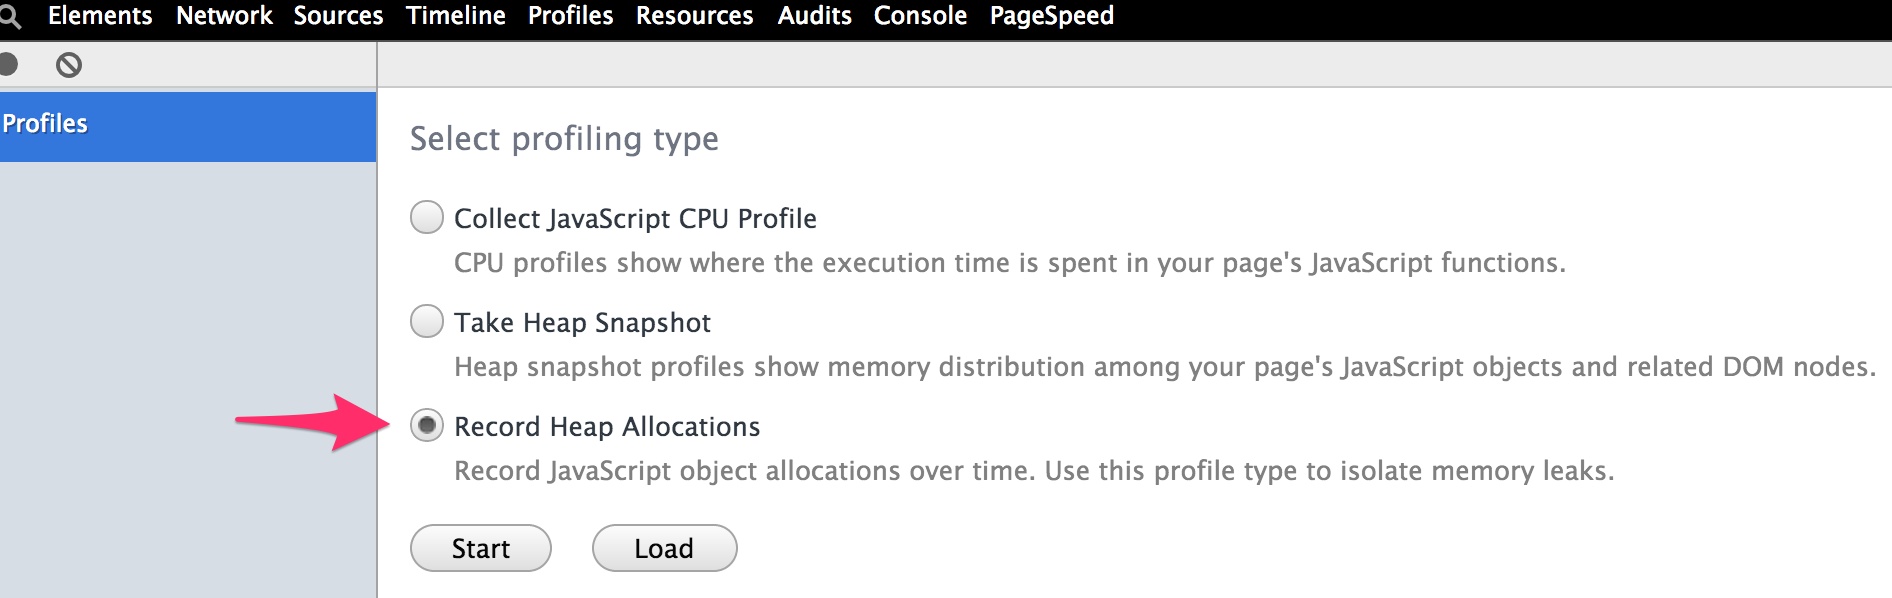 Elements Network Sources Timeline Profiles Resources Audits Console PageSpeed
Profiles
Select profiling type
Collect JavaScript CPU Profile
CPU profiles show where the execution time is spent in your page's JavaScript functions.
Take Heap Snapshot
Heap snapshot profiles show memory distribution among your page's JavaScript objects and related DOM nodes.
Record Heap Allocations
Record JavaScript object allocations over time. Use this profile type to isolate memory leaks.
Start Load